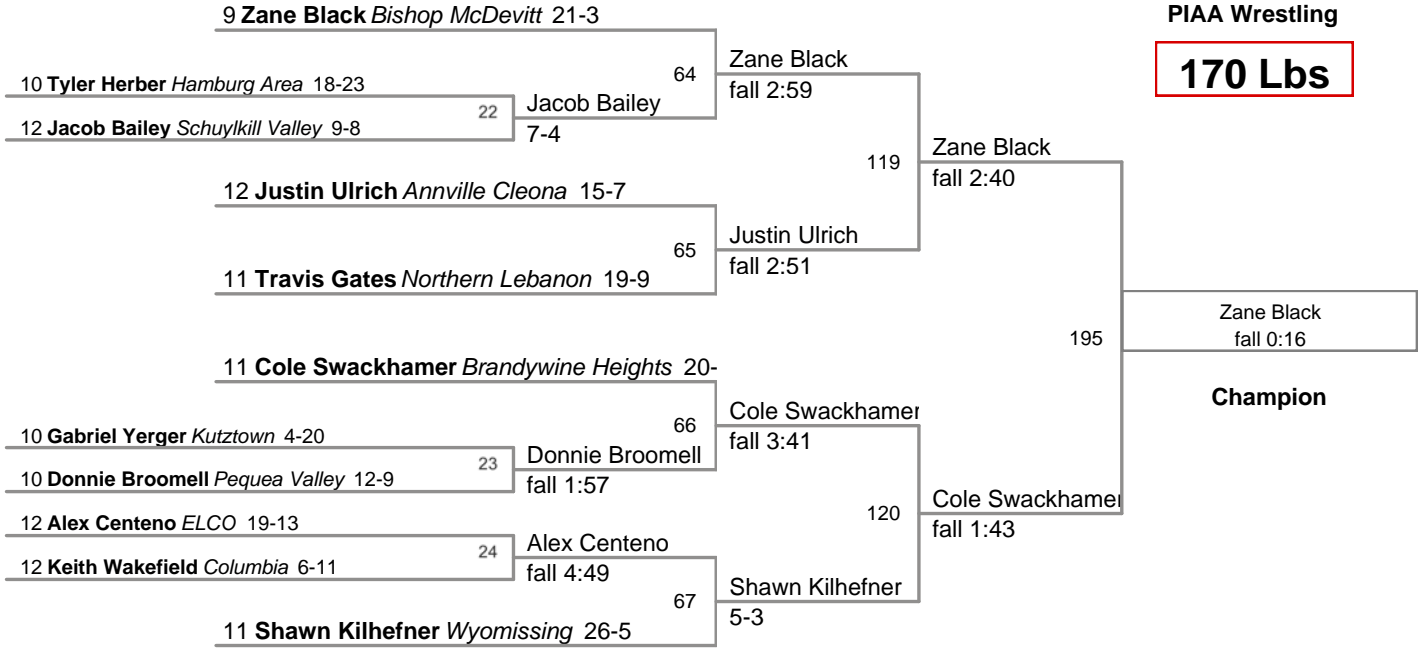 9 Zane Black Bishop McDevitt 21-3
PIAA Wrestling
170 Lbs
10 Tyler Herber Hamburg Area 18-23
12 Jacob Bailey Schuylkill Valley 9-8
22
Jacob Bailey
7-4
64
Zane Black
fall 2:59
12 Justin Ulrich Annville Cleona 15-7
11 Travis Gates Northern Lebanon 19-9
65
Justin Ulrich
fall 2:51
119
Zane Black
fall 2:40
11 Cole Swackhamer Brandywine Heights 20-
10 Gabriel Yerger Kutztown 4-20
10 Donnie Broomell Pequea Valley 12-9
23
Donnie Broomell
fall 1:57
66
Cole Swackhamer
fall 3:41
12 Alex Centeno ELCO 19-13
12 Keith Wakefield Columbia 6-11
24
Alex Centeno
fall 4:49
11 Shawn Kilhefner Wyomissing 26-5
67
Shawn Kilhefner
5-3
120
Cole Swackhamer
fall 1:43
195
Zane Black
fall 0:16
Champion